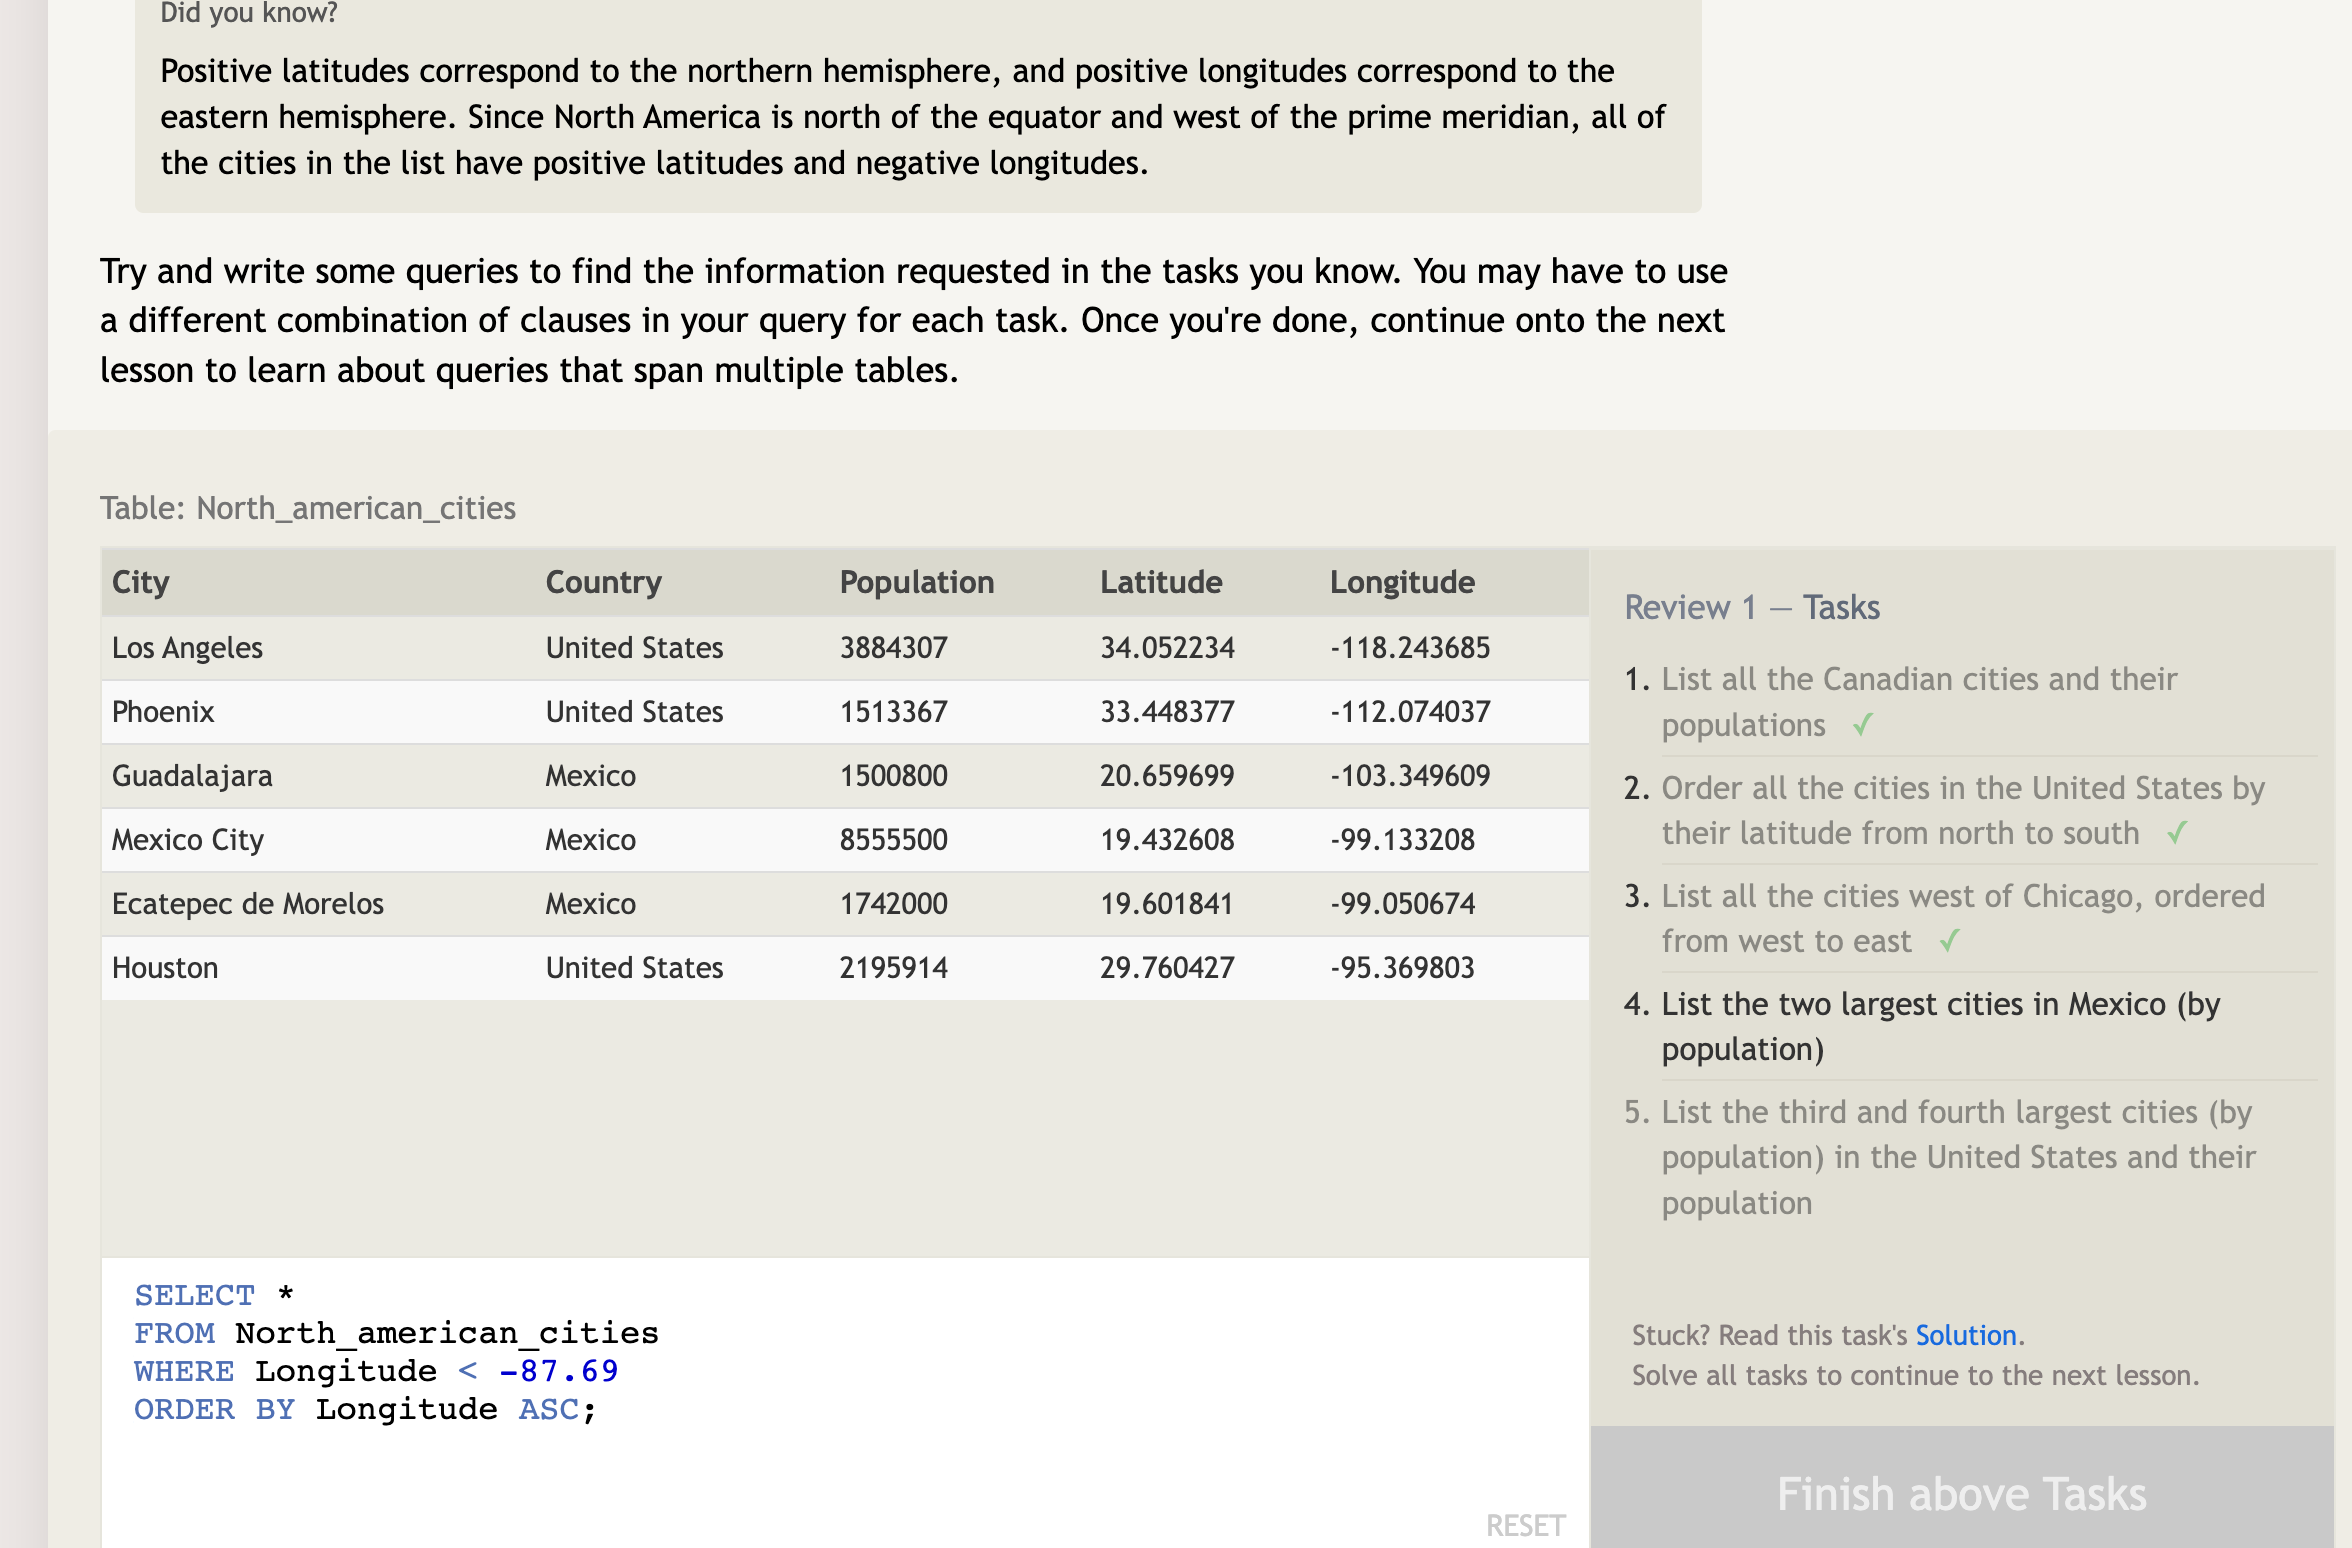 Did you know?
Positive latitudes correspond to the northern hemisphere, and positive longitudes correspond to the
eastern hemisphere. Since North America is north of the equator and west of the prime meridian, all of
the cities in the list have positive latitudes and negative longitudes.
Try and write some queries to find the information requested in the tasks you know. You may have to use
a different combination of clauses in your query for each task. Once you're done, continue onto the next
lesson to learn about queries that span multiple tables.
Table: North_american_cities
City Country Population Latitude Longitude
Los Angeles United States 3884307 34.052234 -118.243685
Phoenix United States 1513367 33.448377 -112.074037
Guadalajara Mexico 1500800 20.659699 -103.349609
Mexico City Mexico 8555500 19.432608 -99.133208
Ecatepec de Morelos Mexico 1742000 19.601841 -99.050674
Houston United States 2195914 29.760427 -95.369803
SELECT *
FROM North_american_cities
WHERE Longitude < -87.69
ORDER BY Longitude ASC;
RESET
Review 1 — Tasks
1. List all the Canadian cities and their
populations ✓
2. Order all the cities in the United States by
their latitude from north to south ✓
3. List all the cities west of Chicago, ordered
from west to east ✓
4. List the two largest cities in Mexico (by
population)
5. List the third and fourth largest cities (by
population) in the United States and their
population
Stuck? Read this task's Solution.
Solve all tasks to continue to the next lesson.
Finish above Tasks